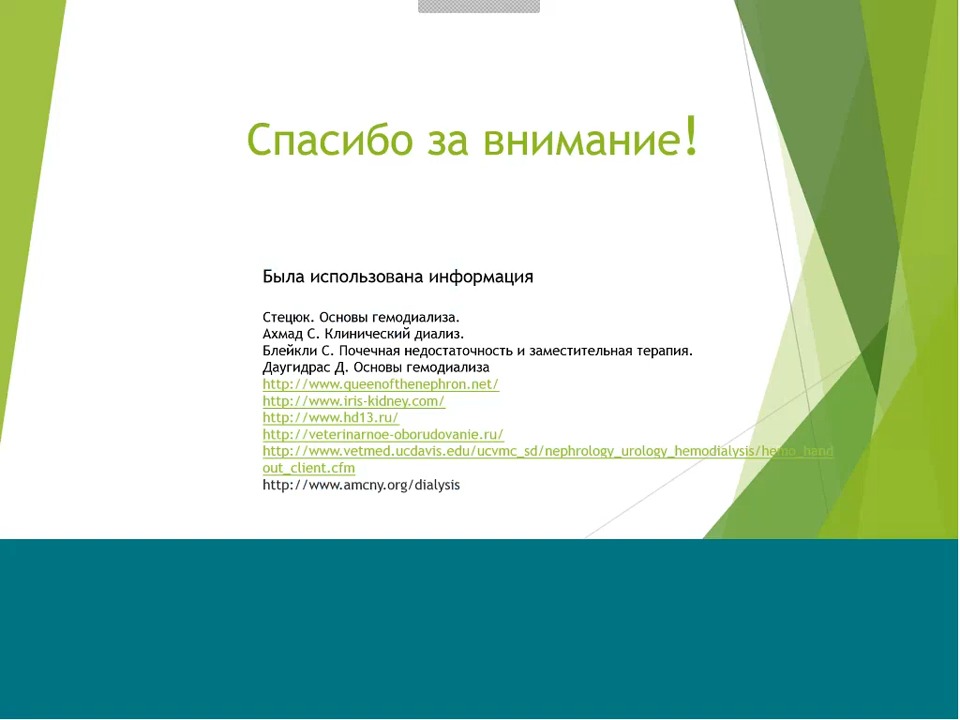 Спасибо за внимание!
Была использована информация
Стецюк. Основы гемодиализа.
Ахмад С. Клинический диализ.
Блейкли С. Почечная недостаточность и заместительная терапия.
Даугидрас Д. Основы гемодиализа
http://www.queenofthenephron.net/
http://www.iris-kidney.com/
http://www.hd13.ru/
http://veterinarnoe-oborudovanie.ru/
http://www.vetmed.ucdavis.edu/ucvmc_sd/nephrology_urology_hemodialysis/hemo_hand
out_client.cfm
http://www.amcny.org/dialysis